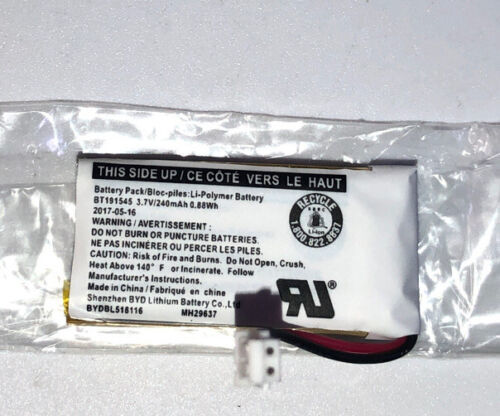 THIS SIDE UP / CE CÔTÉ VERS LE HAUT
Battery Pack/Bloc-piles:Li-Polymer Battery
BT191545 3.7V/240mAh 0.88Wh
2017-05-16
WARNING/AVERTISSEMENT:
DO NOT BURN OR PUNCTURE BATTERIES.
NE PAS INCINÉRER OU PERCER LES PILES.
CAUTION: Risk of Fire and Burns. Do Not Open, Crush,
Heat Above 140° F or Incinerate. Follow
Manufacturer's Instructions.
Made in China / Fabriqué en chine
Shenzhen BYD Lithium Battery Co.,Ltd
BYDBL518116 MH29637
RECYCLE
RBRC
Li-ion
1.800.822.8837
RU